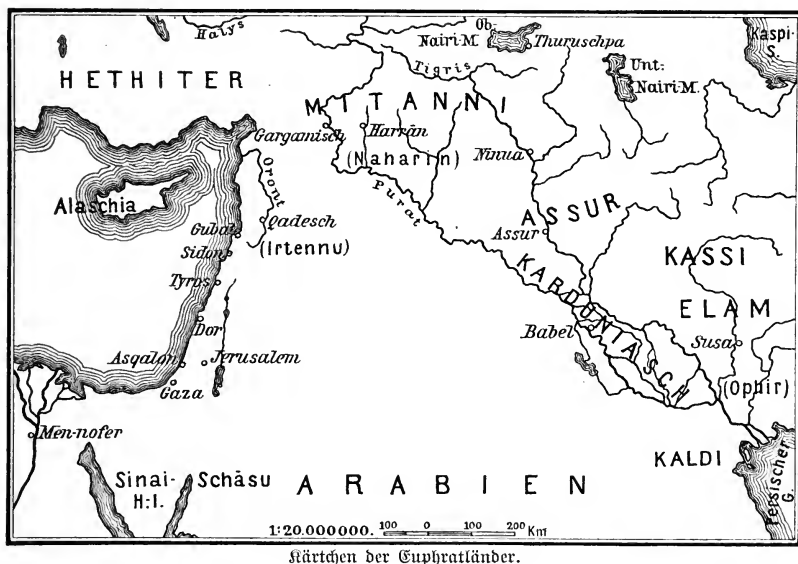 Halys
Ob:
Nairi-M.
Thuruschpa
Kaspi-
S.
Tigris
Unt:
Nairi-M.
HETHITER
MITANNI
Gargamisch
Harrân
(Naharin)
Ninua
Oront
Purat
Alaschia
Qadesch
Gubal
(Irtennu)
ASSUR
Assur
Sidon
KASSI
Tyros
KARDUNIASCH
ELAM
Dor
Babel
Susa
Asqalon
Jerusalem
Gaza
(Ophir)
Men-nofer
KALDI
Sinai-
H:I.
Schâsu
ARABIEN
Persischer
G.
1:20.000000. 100 0 100 200 Km
Kärtchen der Euphratländer.